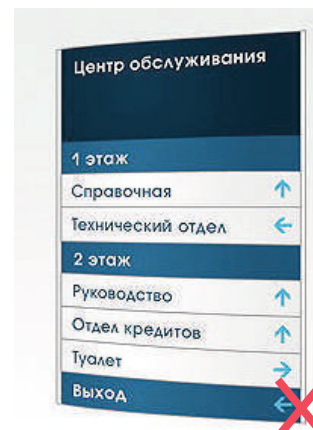 Центр обслуживания
1 этаж
Справочная ↑
Технический отдел ←
2 этаж
Руководство ↑
Отдел кредитов ↑
Туалет →
Выход ←